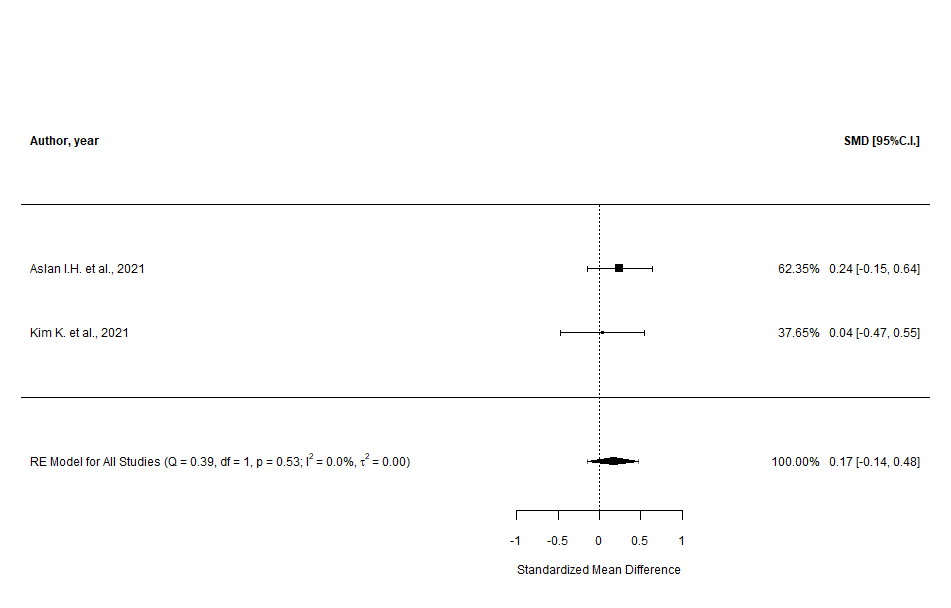 Author, year SMD [95%C.I.]
Aslan I.H. et al., 2021 62.35% 0.24 [-0.15, 0.64]
Kim K. et al., 2021 37.65% 0.04 [-0.47, 0.55]
RE Model for All Studies (Q = 0.39, df = 1, p = 0.53; I² = 0.0%, τ² = 0.00) 100.00% 0.17 [-0.14, 0.48]
-1 -0.5 0 0.5 1
Standardized Mean Difference